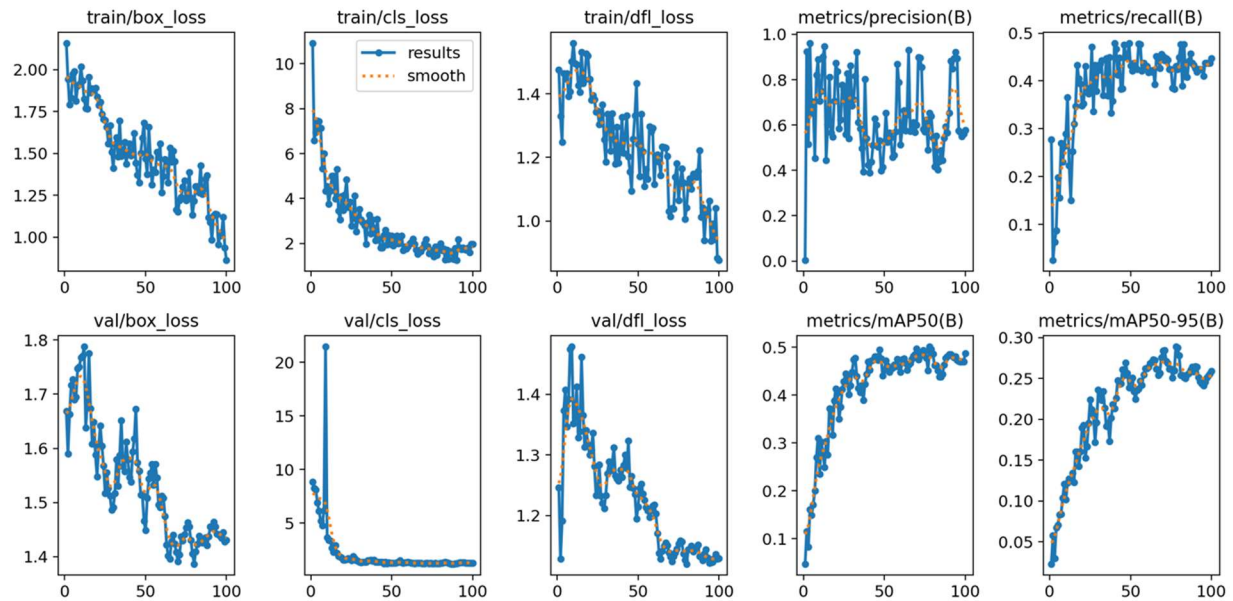 train/box_loss
train/cls_loss
train/dfl_loss
metrics/precision(B)
metrics/recall(B)
2.00
1.75
1.50
1.25
1.00
0 50 100
10
8
6
4
2
results
smooth
0 50 100
1.4
1.2
1.0
0 50 100
1.0
0.8
0.6
0.4
0.2
0.0
0 50 100
0.5
0.4
0.3
0.2
0.1
0 50 100
val/box_loss
val/cls_loss
val/dfl_loss
metrics/mAP50(B)
metrics/mAP50-95(B)
1.8
1.7
1.6
1.5
1.4
0 50 100
20
15
10
5
0 50 100
1.4
1.3
1.2
0 50 100
0.5
0.4
0.3
0.2
0.1
0 50 100
0.30
0.25
0.20
0.15
0.10
0.05
0 50 100